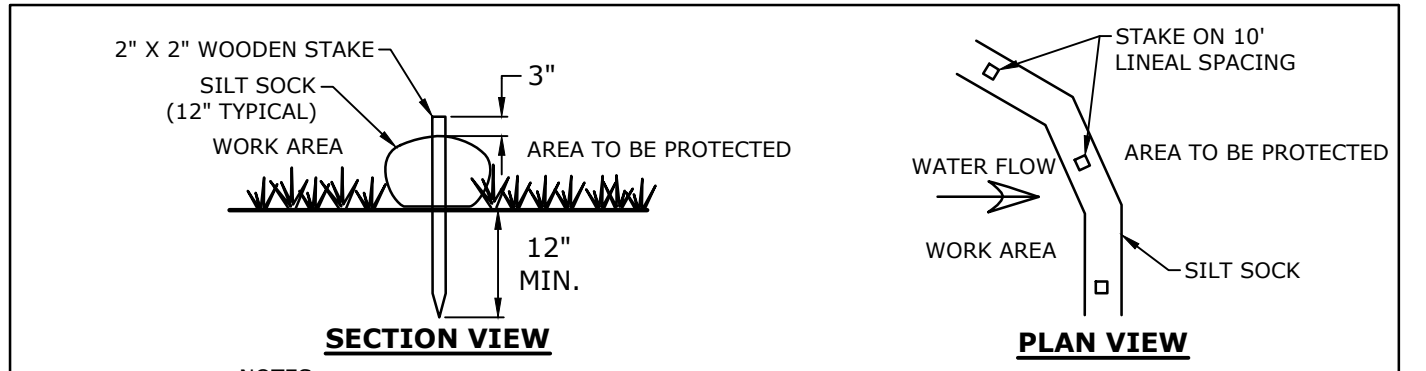 2" X 2" WOODEN STAKE
SILT SOCK
(12" TYPICAL)
WORK AREA
3"
AREA TO BE PROTECTED
12"
MIN.
SECTION VIEW
STAKE ON 10'
LINEAL SPACING
WATER FLOW
AREA TO BE PROTECTED
WORK AREA
SILT SOCK
PLAN VIEW